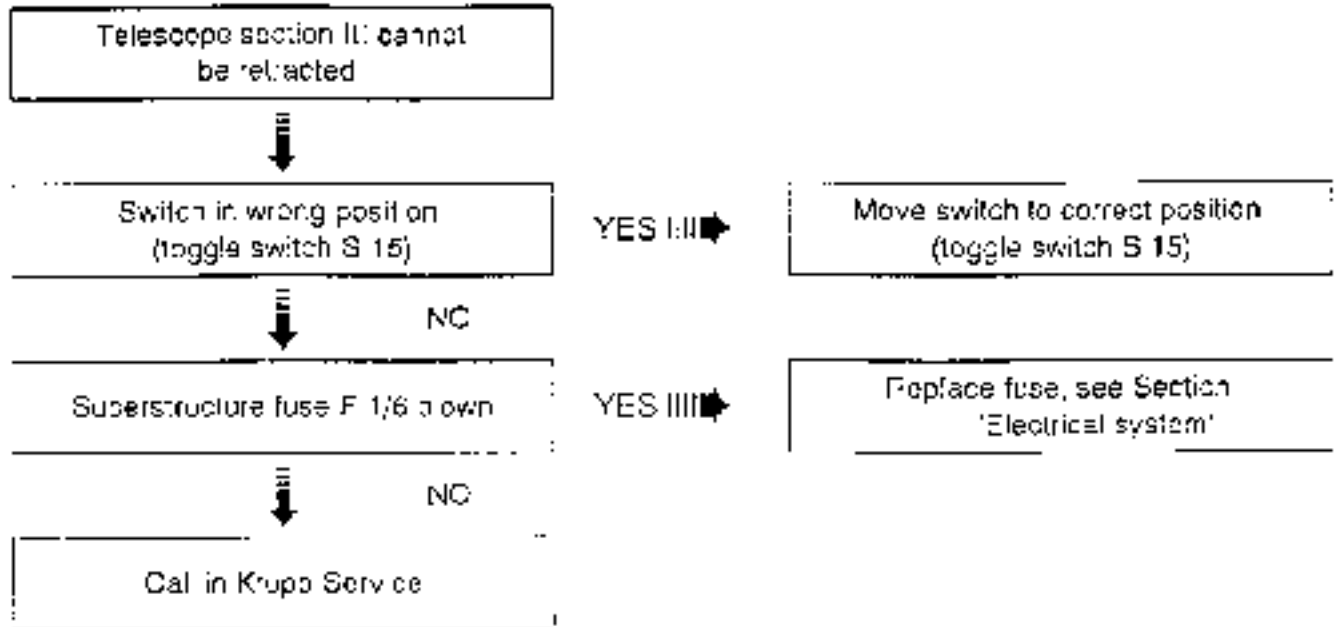 Telescope section III cannot
be retracted
Switch in wrong position
(toggle switch S 15)
YES
Move switch to correct position
(toggle switch S 15)
NO
Superstructure fuse F 1/6 blown
YES
Replace fuse, see Section
'Electrical system'
NO
Call in Krupp Service